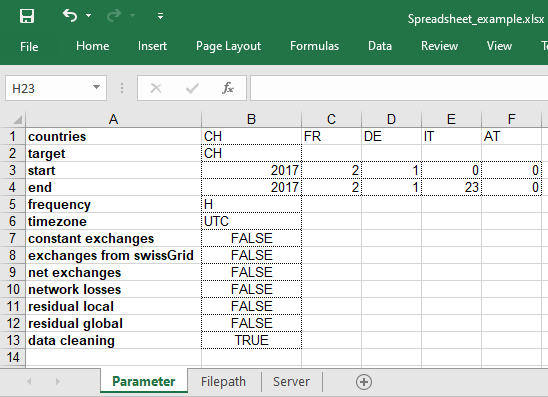 Spreadsheet_example.xlsx
File Home Insert Page Layout Formulas Data Review View
H23 fx
A B C D E F
1 countries CH FR DE IT AT
2 target CH
3 start 2017 2 1 0 0
4 end 2017 2 1 23 0
5 frequency H
6 timezone UTC
7 constant exchanges FALSE
8 exchanges from swissGrid FALSE
9 net exchanges FALSE
10 network losses FALSE
11 residual local FALSE
12 residual global FALSE
13 data cleaning TRUE
14
Parameter Filepath Server